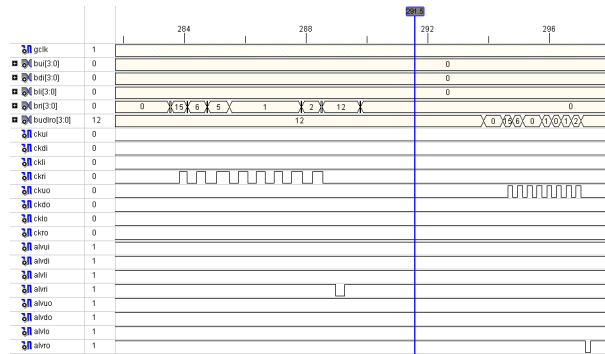 291.5
284 288 292 296
gclk 1
bui[3:0] 0 0
bdi[3:0] 0 0
bli[3:0] 0 0
bri[3:0] 0 0 15 6 5 1 2 12 0
budlro[3:0] 12 12 0 15 6 0 1 0 1 2
ckui 0
ckdi 0
ckli 0
ckri 0
ckuo 0
ckdo 0
cklo 0
ckro 0
alvui 1
alvdi 1
alvli 1
alvri 1
alvuo 1
alvdo 1
alvlo 1
alvro 1